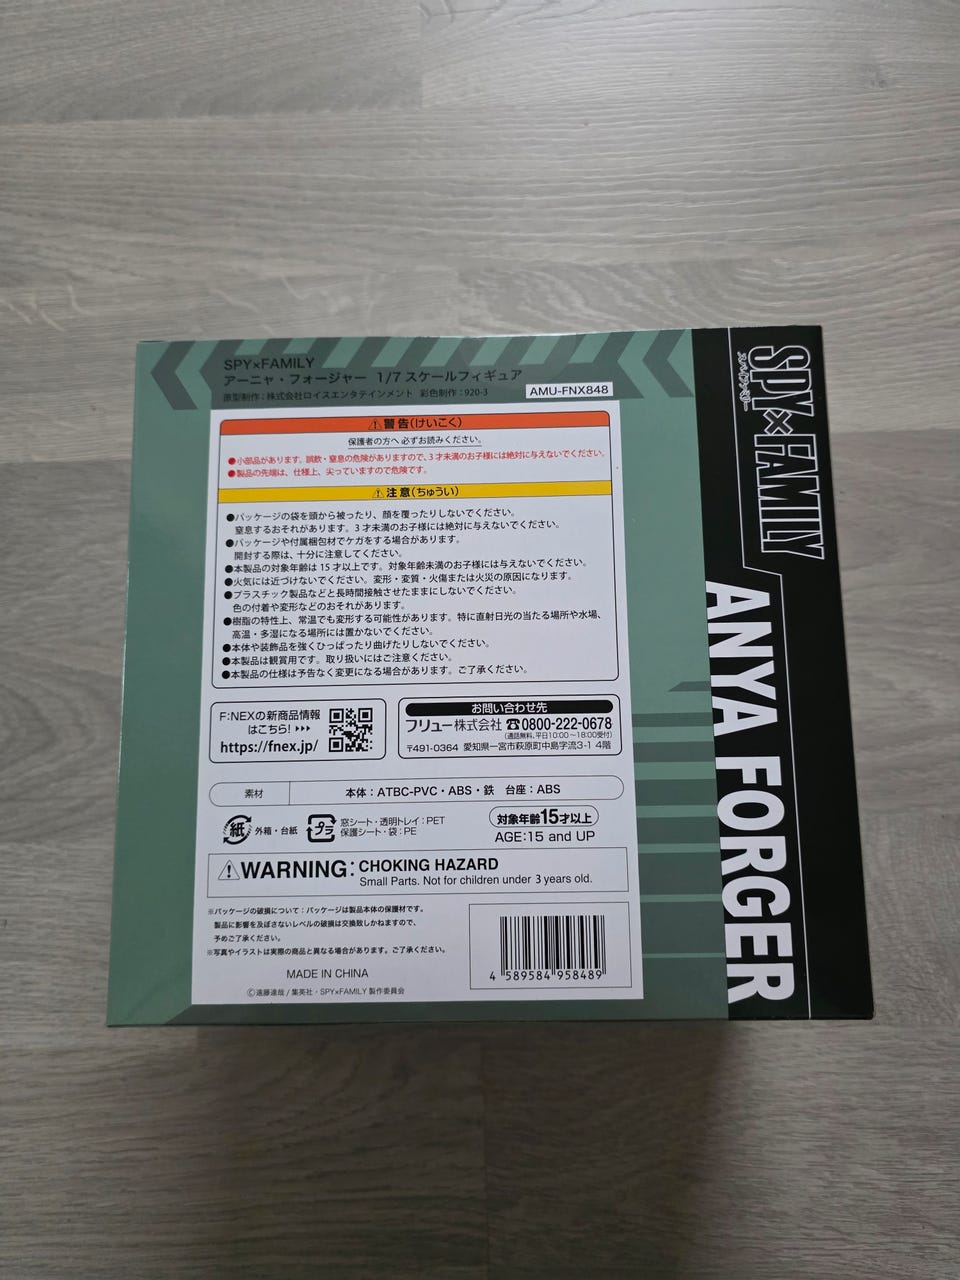 SPY×FAMILY
アーニャ・フォージャー 1/7 スケールフィギュア
原型制作：株式会社ロイスエンタテインメント 彩色制作：920-3
AMU-FNX848
⚠警告(けいこく)
保護者の方へ 必ずお読みください。
●小部品があります。誤飲・窒息の危険がありますので、3才未満のお子様には絶対に与えないでください。
●製品の先端は、仕様上、尖っていますので危険です。
⚠注意(ちゅうい)
●パッケージの袋を頭から被ったり、顔を覆ったりしないでください。
窒息するおそれがあります。3才未満のお子様には絶対に与えないでください。
●パッケージや付属梱包材でケガをする場合があります。
開封する際は、十分に注意してください。
●本製品の対象年齢は15才以上です。対象年齢未満のお子様には与えないでください。
●火気には近づけないでください。変形・変質・火傷または火災の原因になります。
●プラスチック製品などと長時間接触させたままにしないでください。
色の付着や変形などのおそれがあります。
●樹脂の特性上、常温でも変形する可能性があります。特に直射日光の当たる場所や水場、
高温・多湿になる場所には置かないでください。
●本体や装飾品を強くひっぱったり曲げたりしないでください。
●本製品は観賞用です。取り扱いにはご注意ください。
●本製品の仕様は予告なく変更になる場合があります。ご了承ください。
F:NEXの新商品情報
はこちら! ▸▸▸
https://fnex.jp/
お問い合わせ先
フリュー株式会社 ☎0800-222-0678
(通話無料、平日10:00～18:00受付)
〒491-0364 愛知県一宮市萩原町中島字流3-1 4階
素材 本体：ATBC-PVC・ABS・鉄 台座：ABS
紙 外箱・台紙
プラ 窓シート・透明トレイ：PET
保護シート・袋：PE
対象年齢15才以上
AGE:15 and UP
⚠WARNING: CHOKING HAZARD
Small Parts. Not for children under 3 years old.
※パッケージの破損について：パッケージは製品本体の保護材です。
製品に影響を及ぼさないレベルの破損は交換致しかねますので、
予めご了承ください。
※写真やイラストは実際の商品と異なる場合があります。ご了承ください。
MADE IN CHINA
©遠藤達哉／集英社・SPY×FAMILY 製作委員会
4 589584 958489
SPY×FAMILY
スパイファミリー
ANYA FORGER